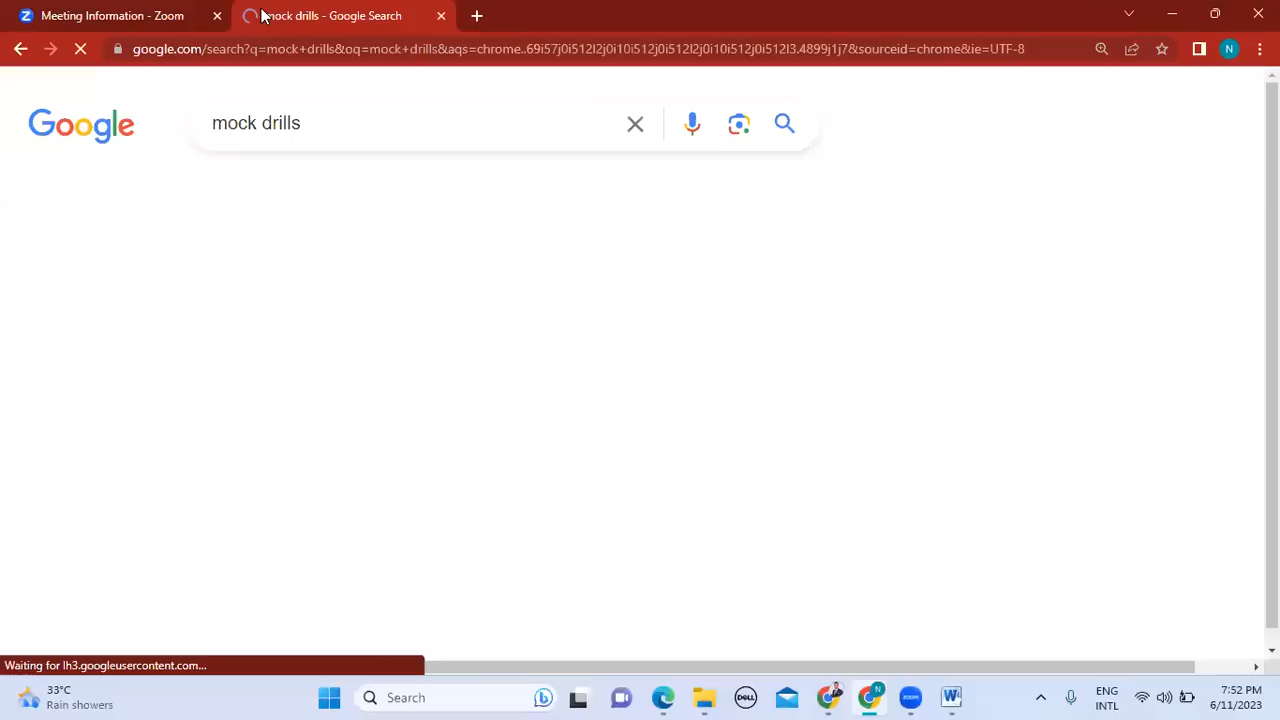 Meeting Information - Zoom
mock drills - Google Search
google.com/search?q=mock+drills&oq=mock+drills&aqs=chrome..69i57j0i512l2j0i10i512j0i512l2j0i10i512j0i512l3.4899j1j7&sourceid=chrome&ie=UTF-8
N
Google
mock drills
Waiting for lh3.googleusercontent.com...
33°C
Rain showers
Search
DELL
N
zoom
W
ENG
INTL
7:52 PM
6/11/2023